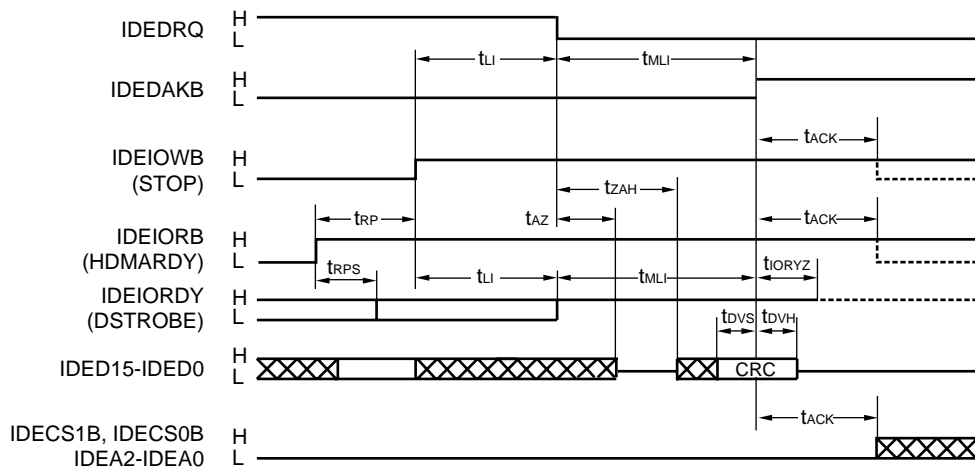 IDEDRQ H
L
tLI tMLI
IDEDAKB H
L
tACK
IDEIOWB H
(STOP) L
tZAH
tRP tAZ tACK
IDEIORB H
(HDMARDY) L
tRPS tLI tMLI tIORYZ
IDEIORDY H
(DSTROBE) L
tDVS tDVH
IDED15-IDED0 H
L
CRC
tACK
IDECS1B, IDECS0B H
IDEA2-IDEA0 L